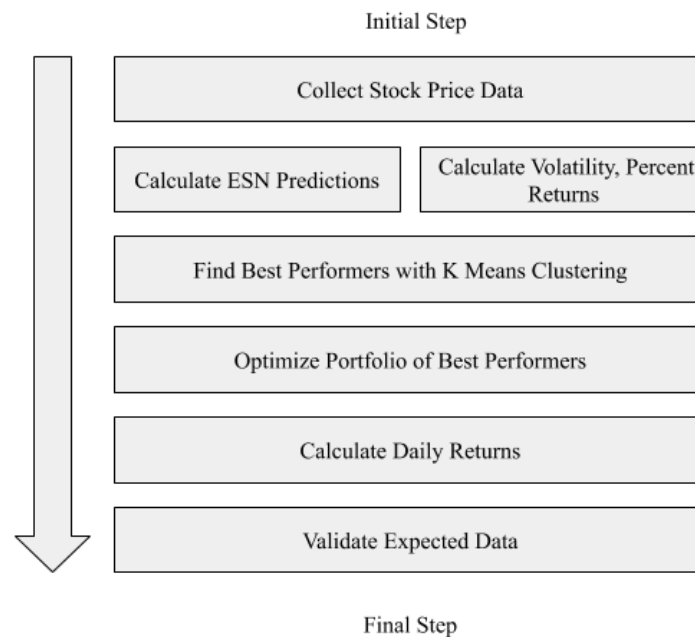 Initial Step
Collect Stock Price Data
Calculate ESN Predictions
Calculate Volatility, Percent
Returns
Find Best Performers with K Means Clustering
Optimize Portfolio of Best Performers
Calculate Daily Returns
Validate Expected Data
Final Step